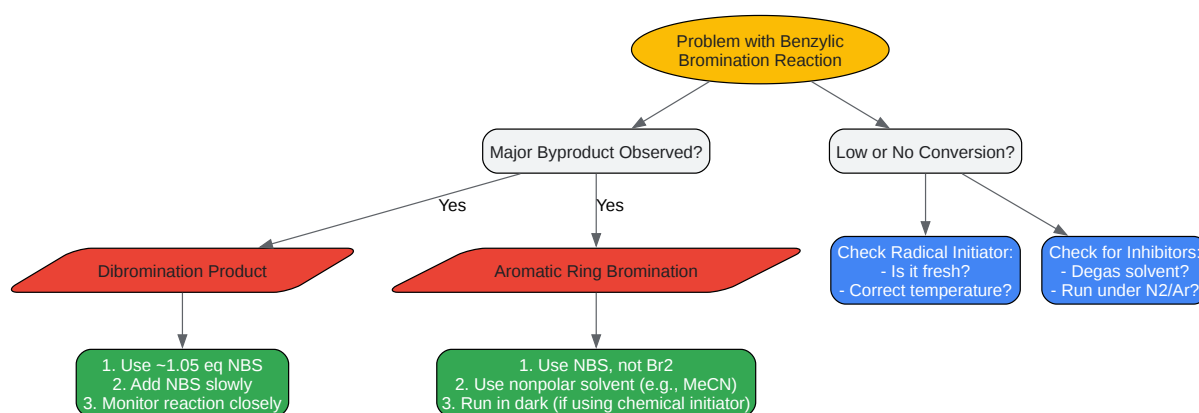 Problem with Benzylic
Bromination Reaction
Major Byproduct Observed?
Low or No Conversion?
Yes
Yes
Dibromination Product
Aromatic Ring Bromination
Check Radical Initiator:
- Is it fresh?
- Correct temperature?
Check for Inhibitors:
- Degas solvent?
- Run under N2/Ar?
1. Use ~1.05 eq NBS
2. Add NBS slowly
3. Monitor reaction closely
1. Use NBS, not Br2
2. Use nonpolar solvent (e.g., MeCN)
3. Run in dark (if using chemical initiator)